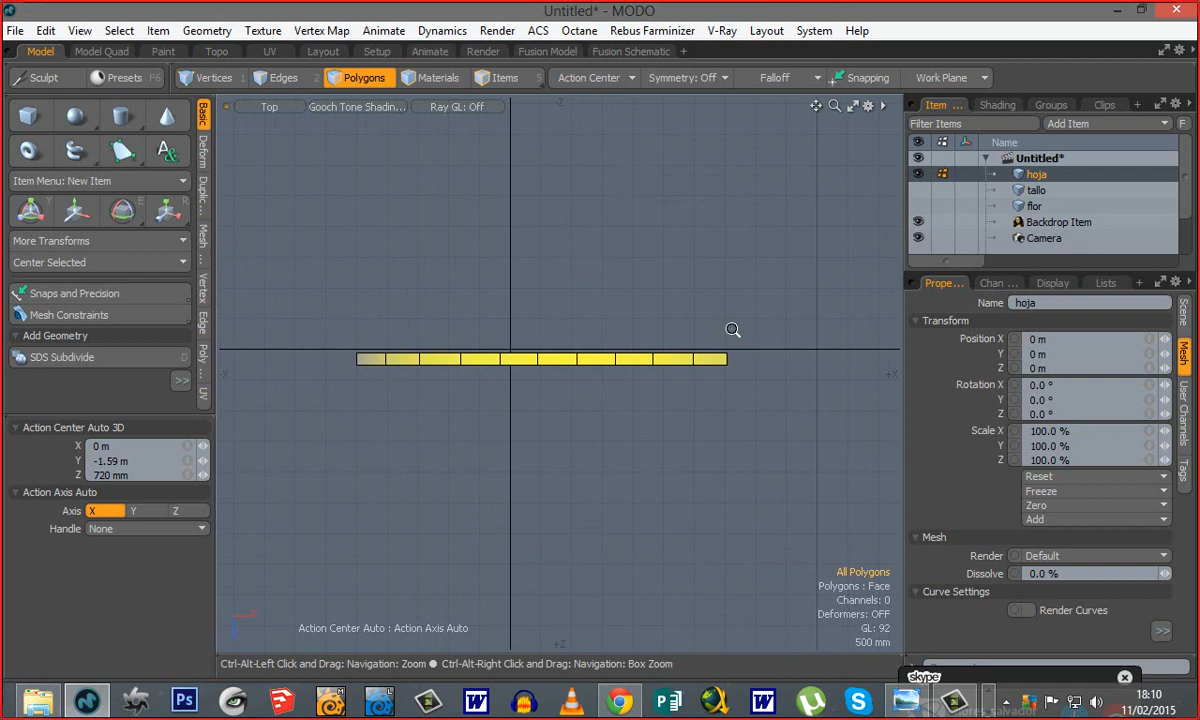 Untitled* - MODO
File Edit View Select Item Geometry Texture Vertex Map Animate Dynamics Render ACS Octane Rebus Farminizer V-Ray Layout System Help
Model Model Quad Paint Topo UV Layout Setup Animate Render Fusion Model Fusion Schematic +
Sculpt Presets F6 Vertices 1 Edges 2 Polygons Materials Items 5 Action Center Symmetry: Off Falloff Snapping Work Plane
Top Gooch Tone Shadin... Ray GL: Off
Basic
Deform
Duplic...
Mesh ...
Vertex
Edge
Poly ...
UV
Item Menu: New Item
More Transforms
Center Selected
Snaps and Precision
Mesh Constraints
Add Geometry
SDS Subdivide D
>>
Action Center Auto 3D
X 0 m
Y -1.59 m
Z 720 mm
Action Axis Auto
Axis X Y Z
Handle None
-Z
-X
+X
+Z
Action Center Auto : Action Axis Auto
All Polygons
Polygons : Face
Channels: 0
Deformers: OFF
GL: 92
500 mm
Ctrl-Alt-Left Click and Drag: Navigation: Zoom ● Ctrl-Alt-Right Click and Drag: Navigation: Box Zoom
Item ... Shading Groups Clips +
Filter Items Add Item F
Name
Untitled*
hoja
tallo
flor
Backdrop Item
Camera
Prope... Chan ... Display Lists +
Name hoja
Transform
Position X 0 m
Y 0 m
Z 0 m
Rotation X 0.0 °
Y 0.0 °
Z 0.0 °
Scale X 100.0 %
Y 100.0 %
Z 100.0 %
Reset
Freeze
Zero
Add
Mesh
Render Default
Dissolve 0.0 %
Curve Settings
Render Curves
>>
Scene
Mesh
User Channels
Tags
skype
18:10
11/02/2015